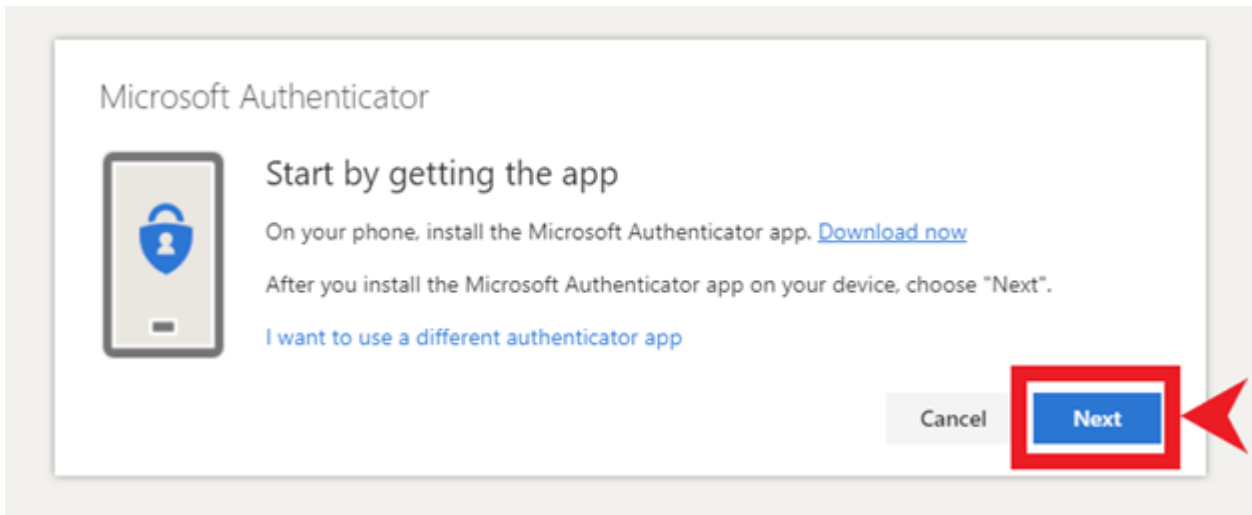 Microsoft Authenticator
Start by getting the app
On your phone, install the Microsoft Authenticator app. Download now
After you install the Microsoft Authenticator app on your device, choose "Next".
I want to use a different authenticator app
Cancel
Next